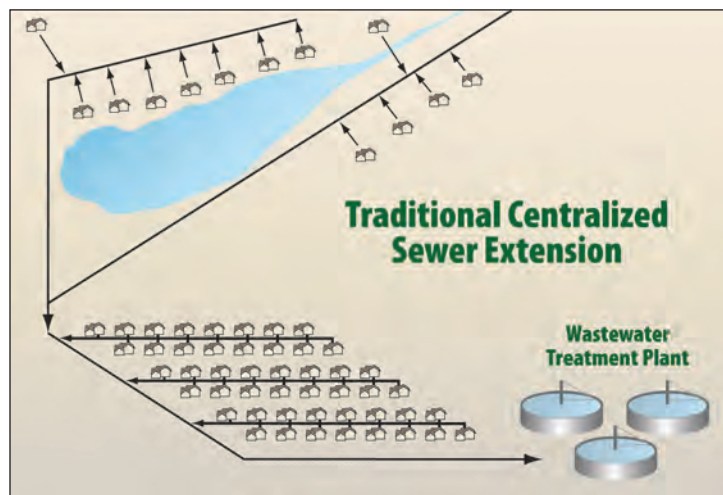 Traditional Centralized
Sewer Extension
Wastewater
Treatment Plant